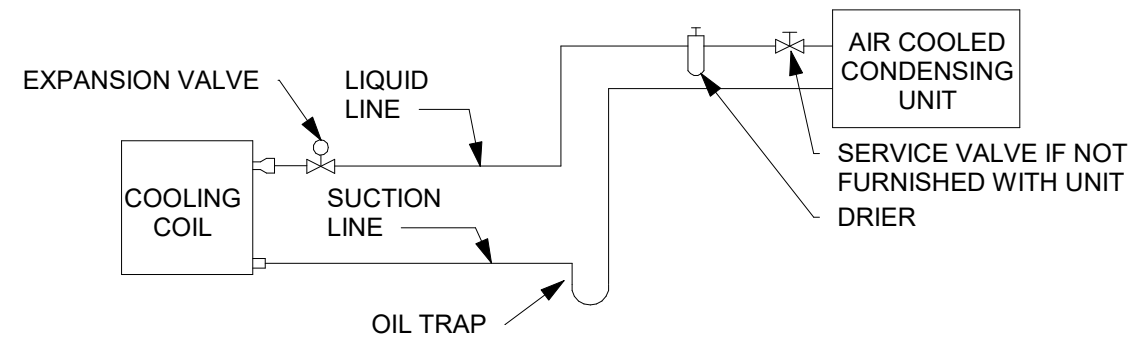 AIR COOLED
CONDENSING
UNIT
EXPANSION VALVE
LIQUID
LINE
SERVICE VALVE IF NOT
FURNISHED WITH UNIT
DRIER
COOLING
COIL
SUCTION
LINE
OIL TRAP